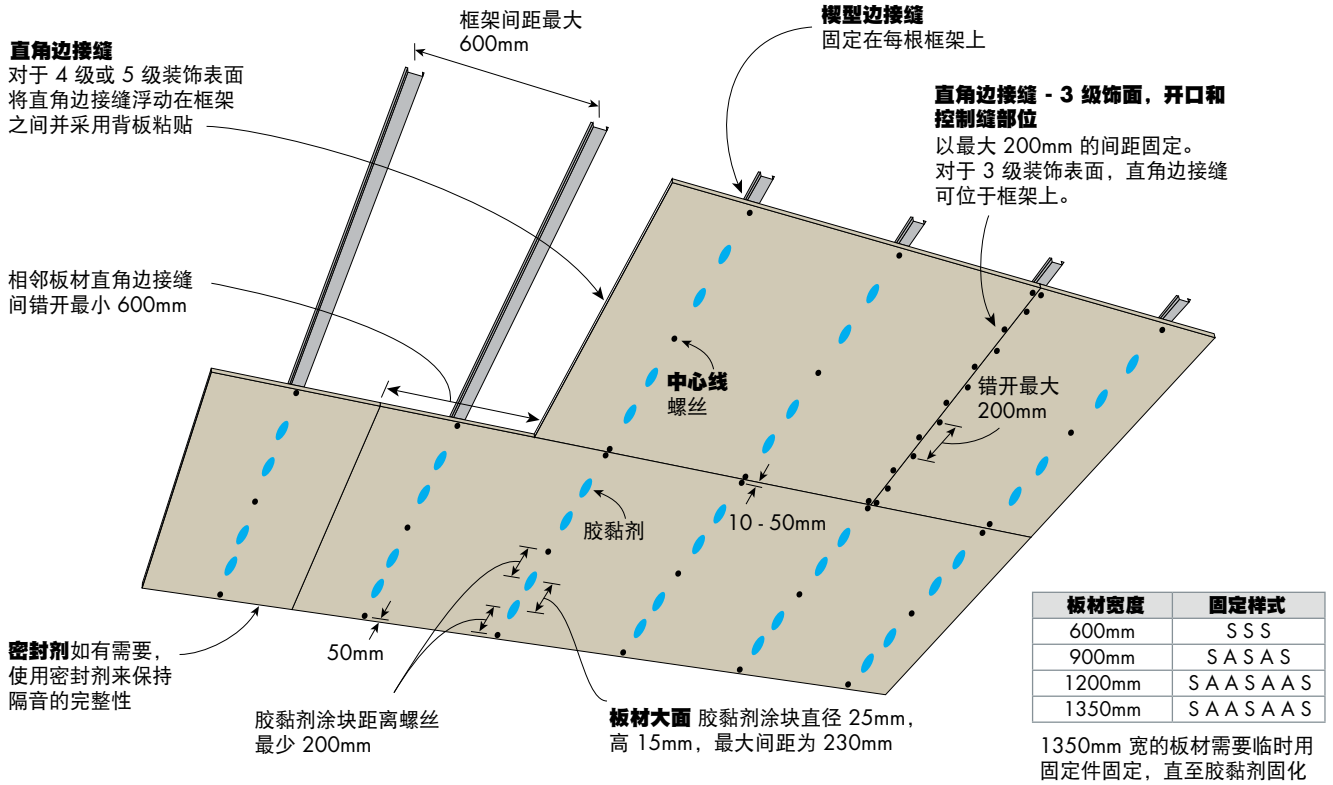 直角边接缝
对于 4 级或 5 级装饰表面
将直角边接缝浮动在框架
之间并采用背板粘贴
框架间距最大
600mm
楔型边接缝
固定在每根框架上
直角边接缝 - 3 级饰面，开口和
控制缝部位
以最大 200mm 的间距固定。
对于 3 级装饰表面，直角边接缝
可位于框架上。
相邻板材直角边接缝
间错开最小 600mm
中心线
螺丝
错开最大
200mm
胶黏剂
10 - 50mm
50mm
密封剂如有需要，
使用密封剂来保持
隔音的完整性
胶黏剂涂块距离螺丝
最少 200mm
板材大面 胶黏剂涂块直径 25mm，
高 15mm，最大间距为 230mm
板材宽度 固定样式
600mm S S S
900mm S A S A S
1200mm S A A S A A S
1350mm S A A S A A S
1350mm 宽的板材需要临时用
固定件固定，直至胶黏剂固化